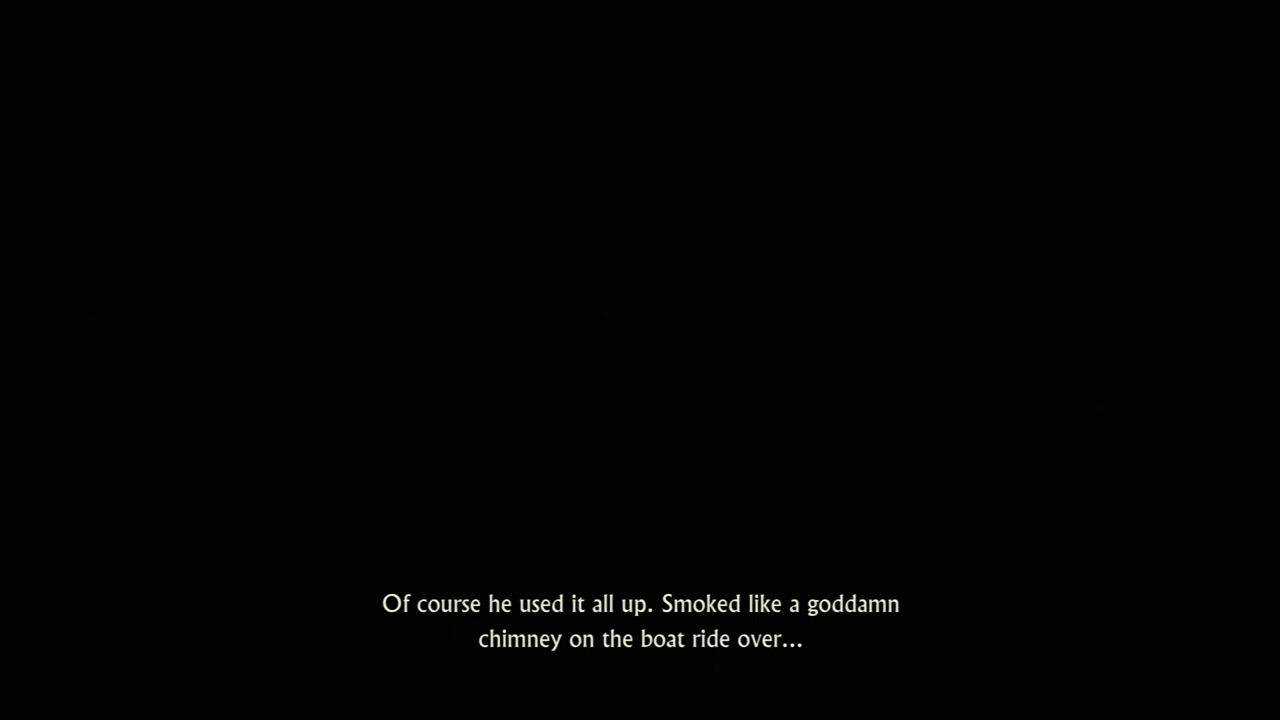 Of course he used it all up. Smoked like a goddamn
chimney on the boat ride over...